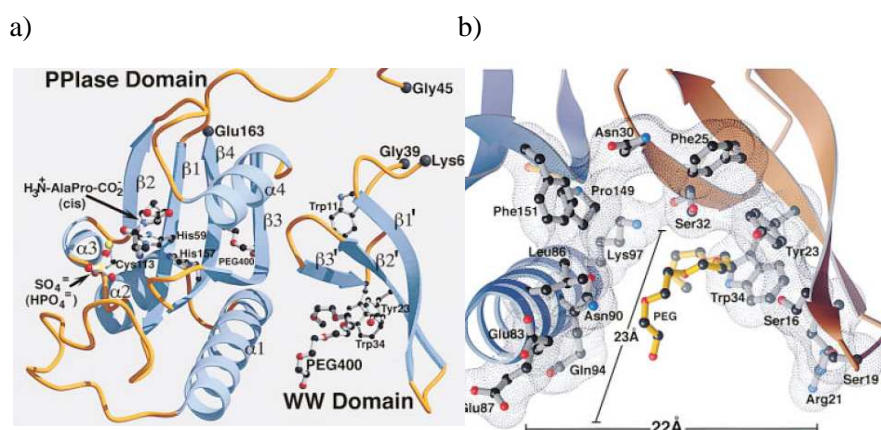 a)
b)
PPIase Domain
Gly45
Glu163
β4
Gly39
Lys6
β2
β1
H₃N⁺-AlaPro-CO₂⁻
(cis)
α4
Trp11
β1'
β3
α3
His59
His157
Cys113
PEG400
β3'
β2'
SO₄⁼
(HPO₄⁼)
α2
Tyr23
Trp34
α1
PEG400
WW Domain
Asn30
Phe25
Pro149
Phe151
Ser32
Leu86
Lys97
Tyr23
Trp34
PEG
Asn90
Ser16
Glu83
23Å
Gln94
Ser19
Arg21
Glu87
22Å